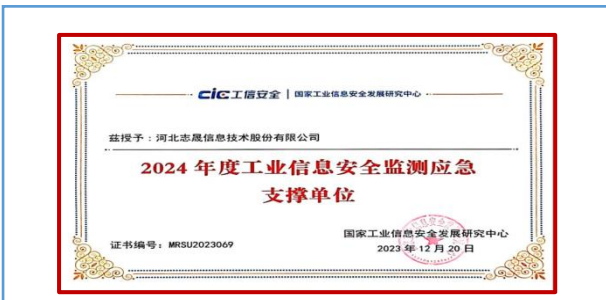 CIC工信安全 | 国家工业信息安全发展研究中心
兹授予：河北志晟信息技术股份有限公司
2024 年度工业信息安全监测应急
支撑单位
国家工业信息安全发展研究中心
证书编号：MRSU2023069
2023 年 12 月 20 日